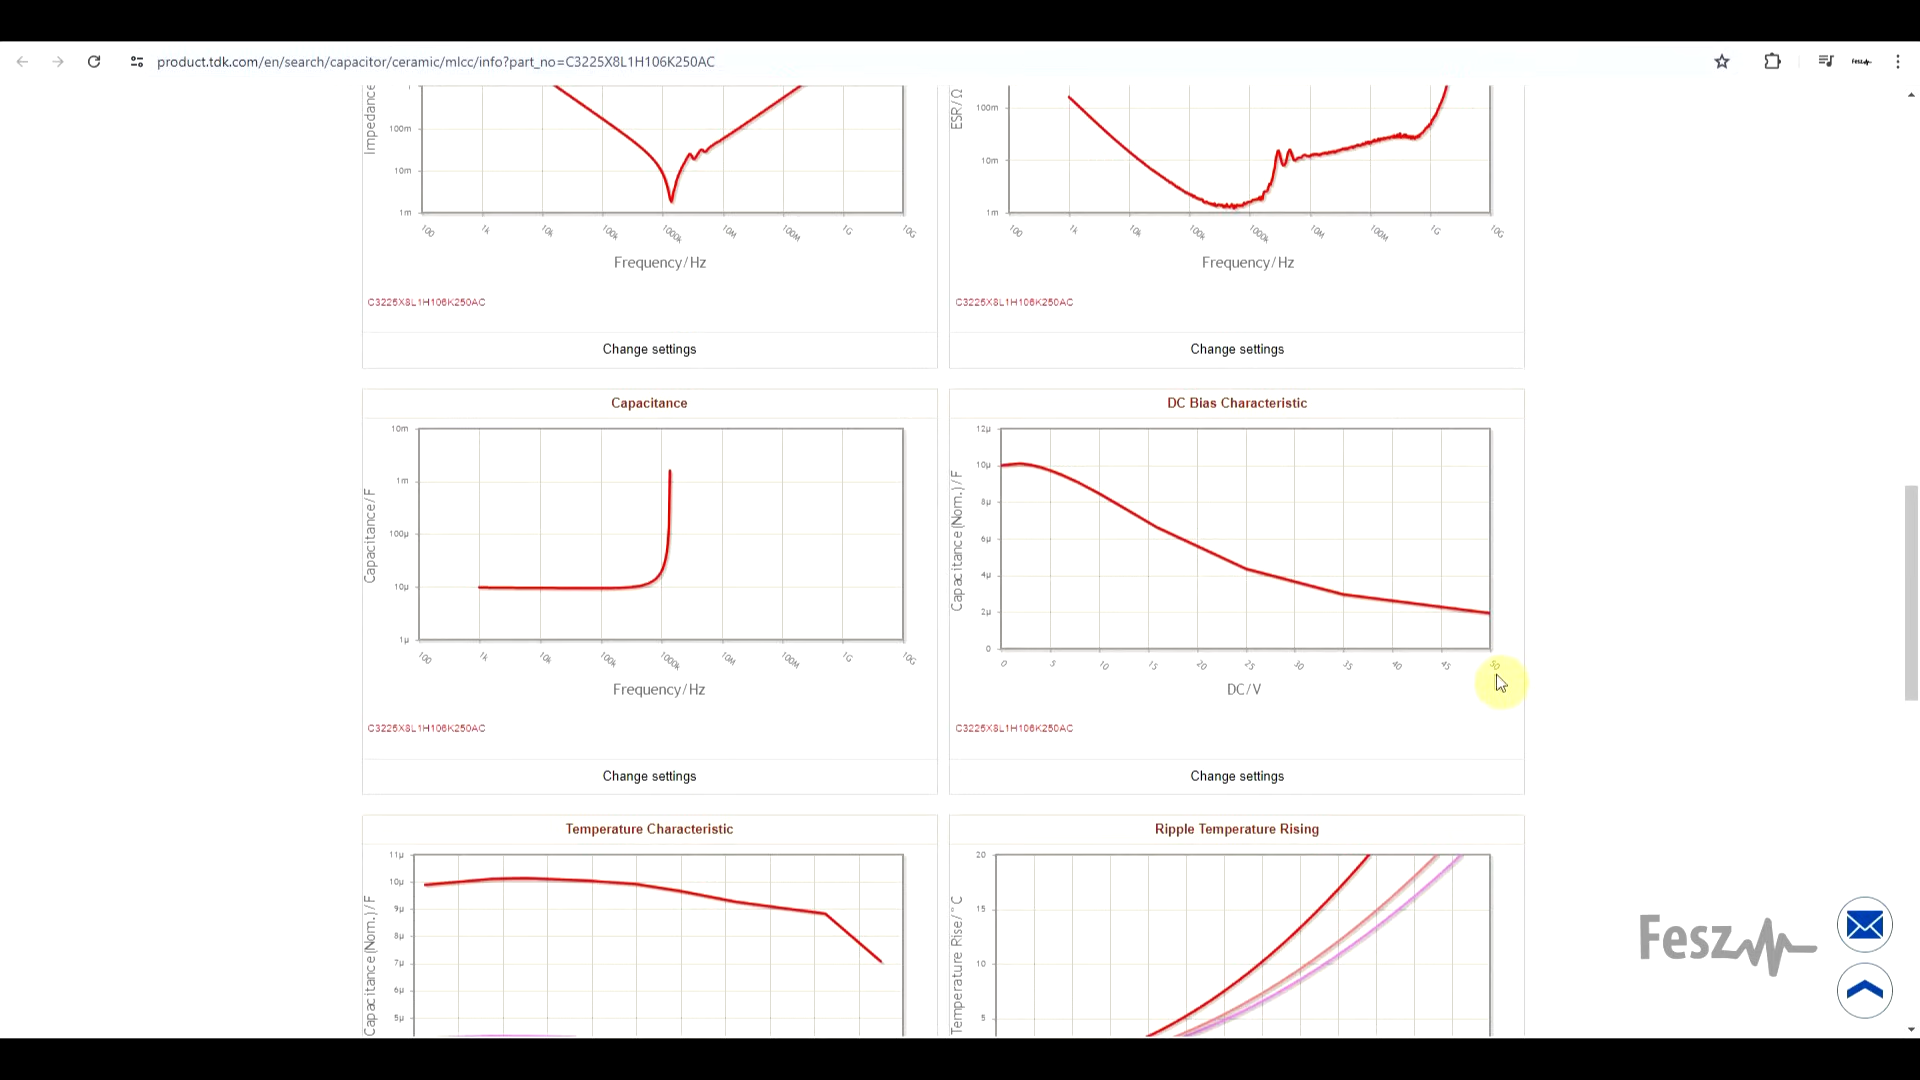 product.tdk.com/en/search/capacitor/ceramic/mlcc/info?part_no=C3225X8L1H106K250AC
Impedance
100m
10m
1m
100
1k
10k
100k
1000k
10M
100M
1G
10G
Frequency/Hz
C3225X8L1H106K250AC
Change settings
ESR/Ω
100m
10m
1m
100
1k
10k
100k
1000k
10M
100M
1G
10G
Frequency/Hz
C3225X8L1H106K250AC
Change settings
Capacitance
Capacitance/F
10m
1m
100μ
10μ
1μ
100
1k
10k
100k
1000k
10M
100M
1G
10G
Frequency/Hz
C3225X8L1H106K250AC
Change settings
DC Bias Characteristic
Capacitance(Nom.)/F
12μ
10μ
8μ
6μ
4μ
2μ
0
0
5
10
15
20
25
30
35
40
45
50
DC/V
C3225X8L1H106K250AC
Change settings
Temperature Characteristic
Capacitance(Nom.)/F
11μ
10μ
9μ
8μ
7μ
6μ
5μ
Ripple Temperature Rising
Temperature Rise/°C
20
15
10
5
Fesz